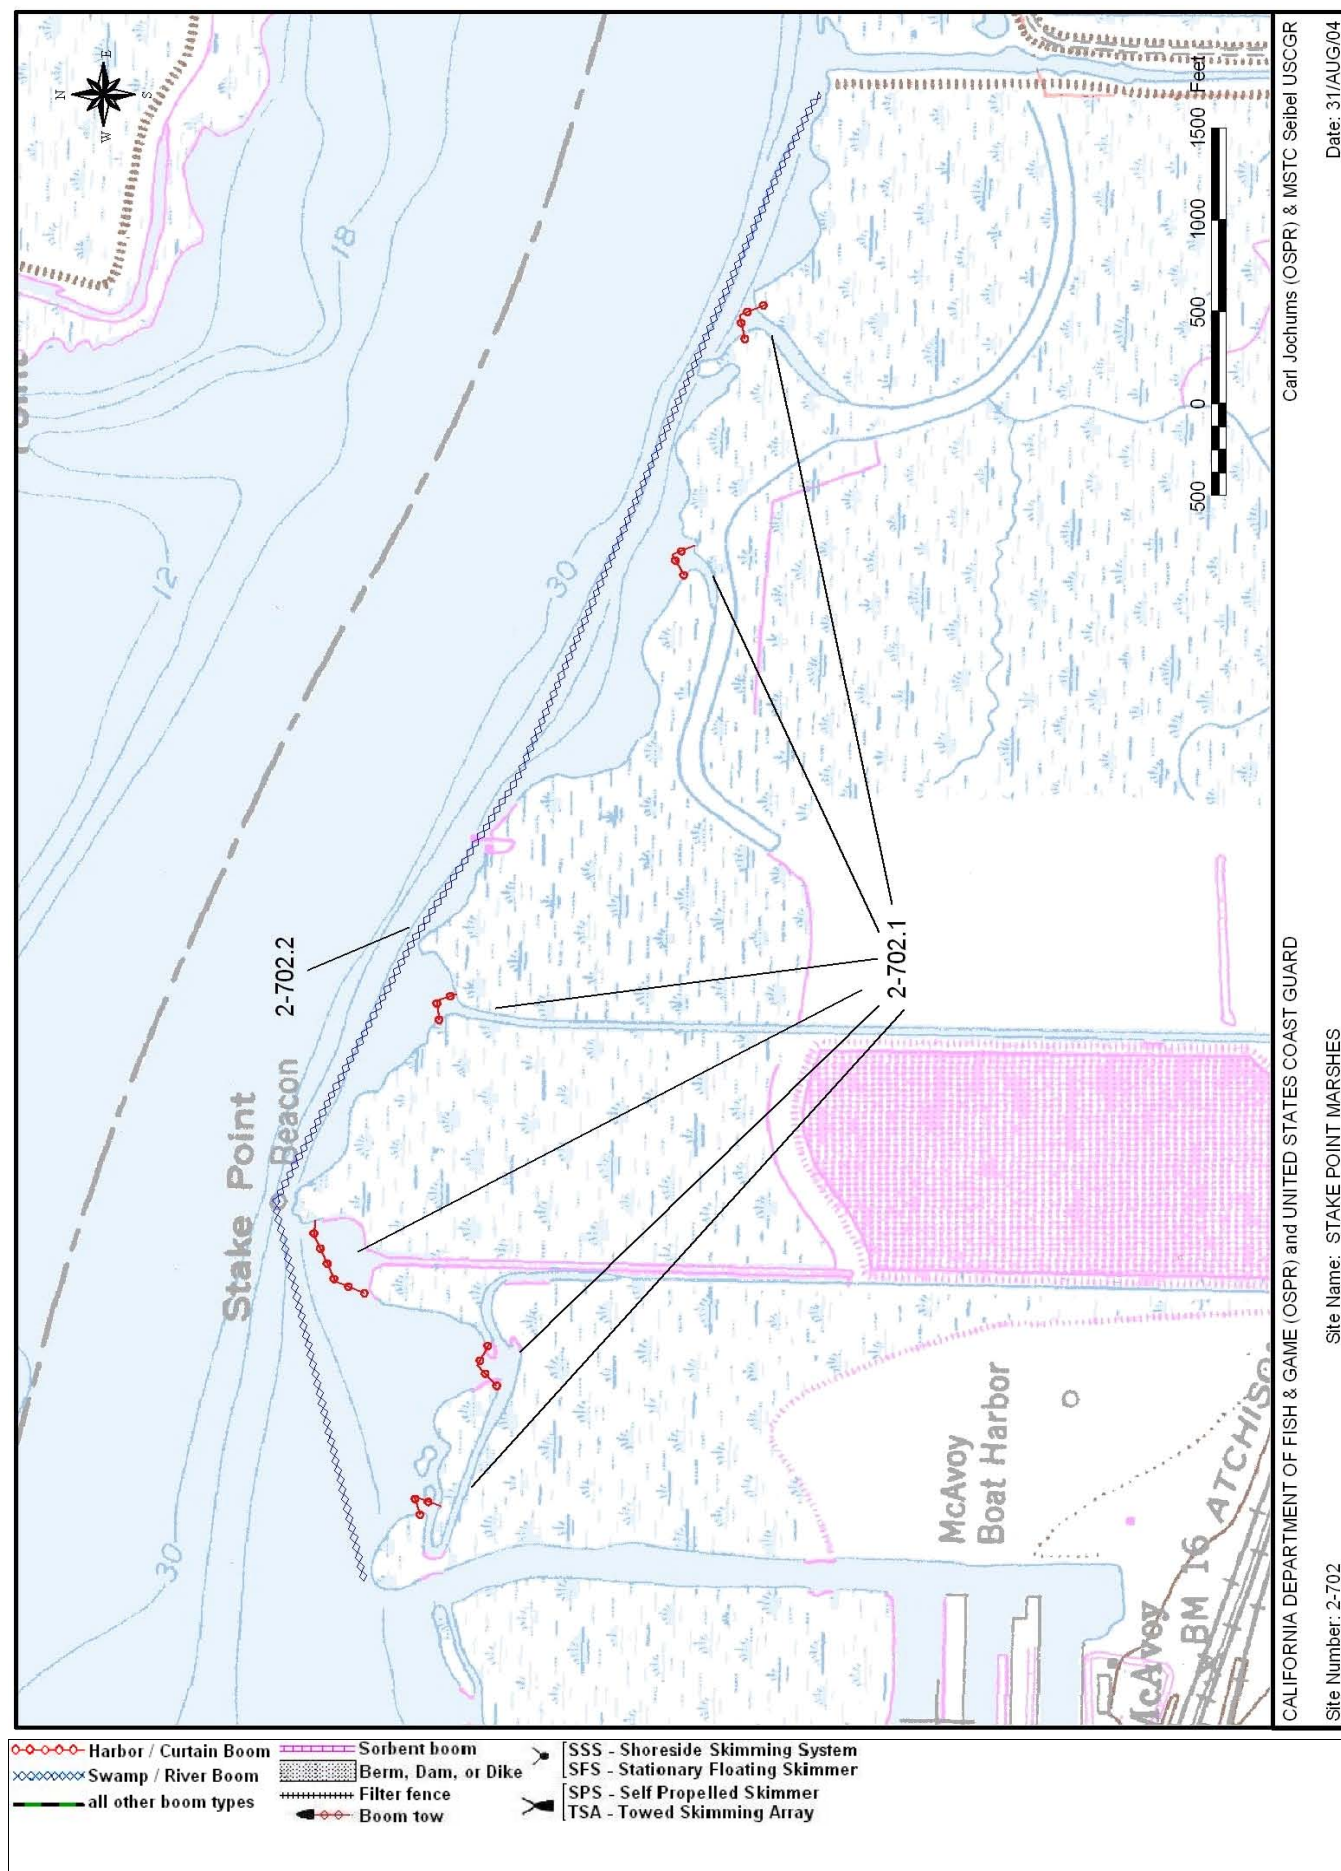 N
E
S
W
18
12
30
30
Stake Point
Beacon
2-702.2
2-702.1
McAvoy
Boat Harbor
McAvoy
BM 16
ATCHISO
500 0 500 1000 1500 Feet
CALIFORNIA DEPARTMENT OF FISH & GAME (OSPR) and UNITED STATES COAST GUARD
Carl Jochums (OSPR) & MSTC Seibel USCGR
Site Number: 2-702
Site Name: STAKE POINT MARSHES
Date: 31/AUG/04
Harbor / Curtain Boom
Swamp / River Boom
all other boom types
Sorbent boom
Berm, Dam, or Dike
Filter fence
Boom tow
SSS - Shoreside Skimming System
SFS - Stationary Floating Skimmer
SPS - Self Propelled Skimmer
TSA - Towed Skimming Array